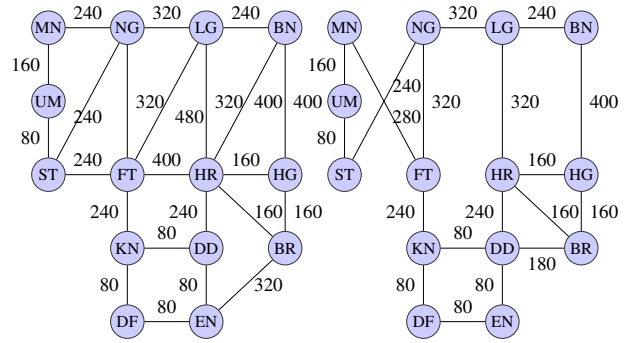 MN 240 NG 320 LG 240 BN MN NG 320 LG 240 BN
160 160
UM 240 320 480 320 400 400 UM 240 280 320 320 400
80 80
ST 240 FT 400 HR 160 HG ST FT HR 160 HG
240 240 160 160 240 240 160 160
KN 80 DD BR KN 80 DD 180 BR
80 80 320 80 80
DF 80 EN DF 80 EN